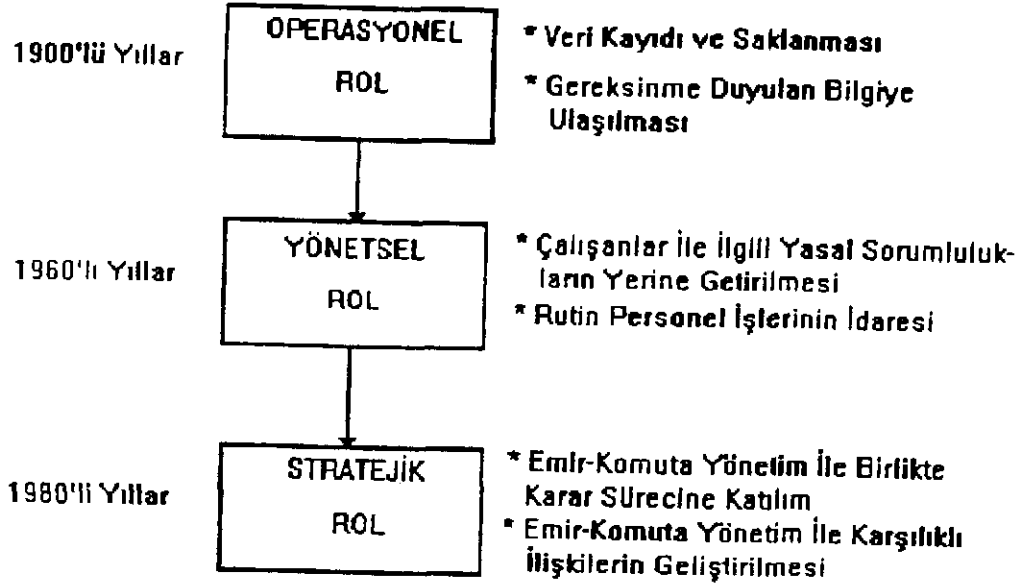 1900'lü Yıllar
OPERASYONEL
ROL
* Veri Kayıdı ve Saklanması
* Gereksinme Duyulan Bilgiye
Ulaşılması
1960'lı Yıllar
YÖNETSEL
ROL
* Çalışanlar İle İlgili Yasal Sorumluluk-
ların Yerine Getirilmesi
* Rutin Personel İşlerinin İdaresi
1980'li Yıllar
STRATEJİK
ROL
* Emir-Komuta Yönetim İle Birlikte
Karar Sürecine Katılım
* Emir-Komuta Yönetim İle Karşılıklı
İlişkilerin Geliştirilmesi